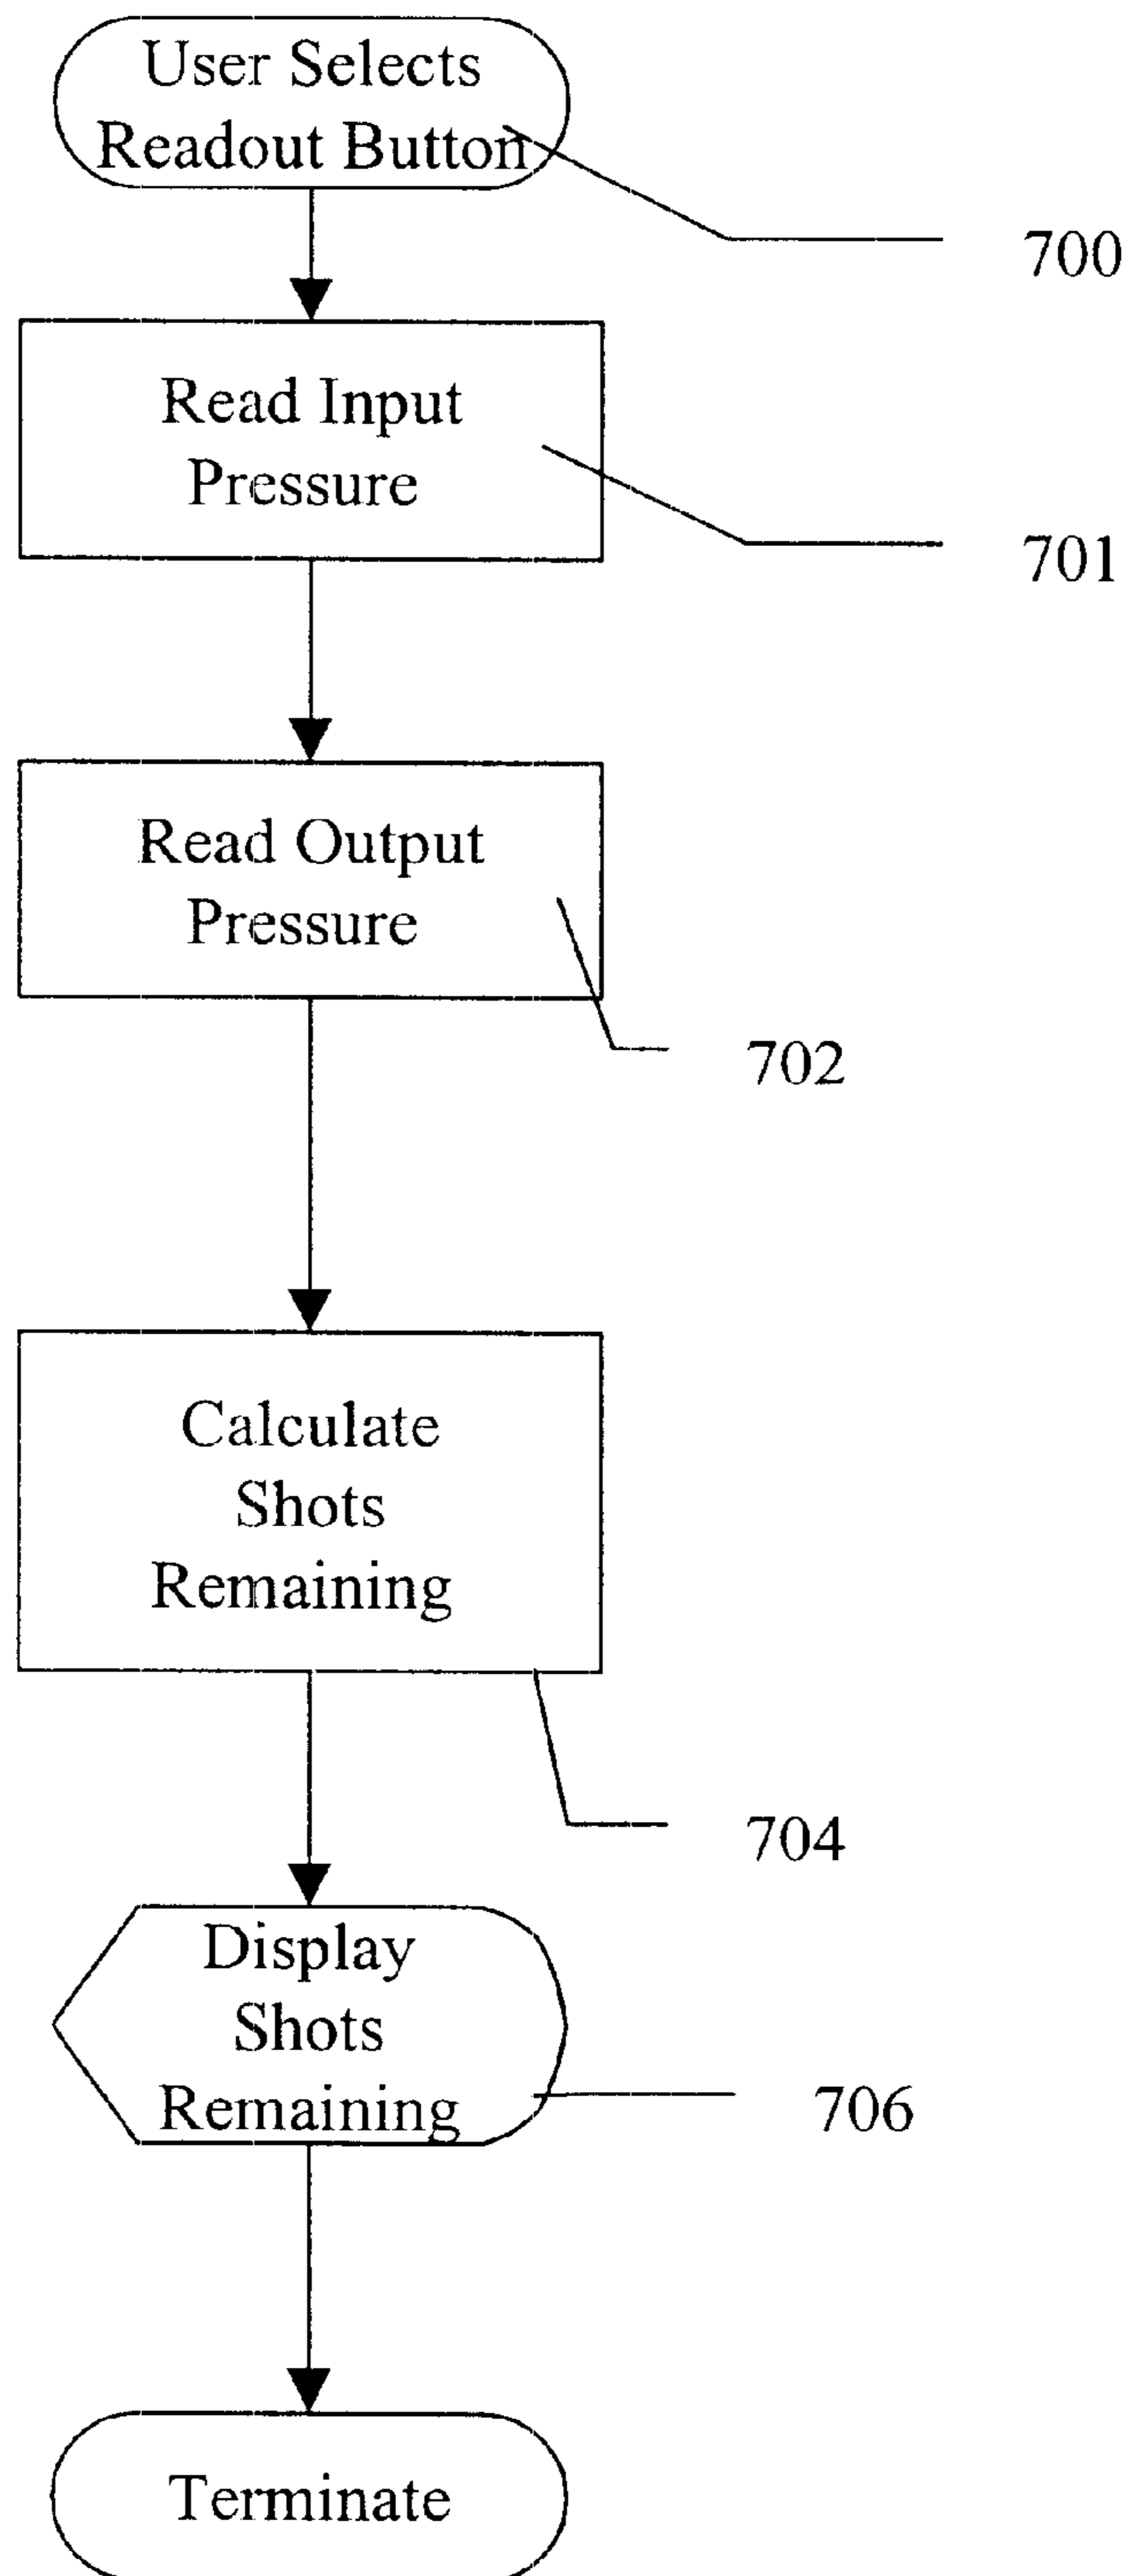 User Selects
Readout Button
700
Read Input
Pressure
701
Read Output
Pressure
702
Calculate
Shots
Remaining
704
Display
Shots
Remaining
706
Terminate